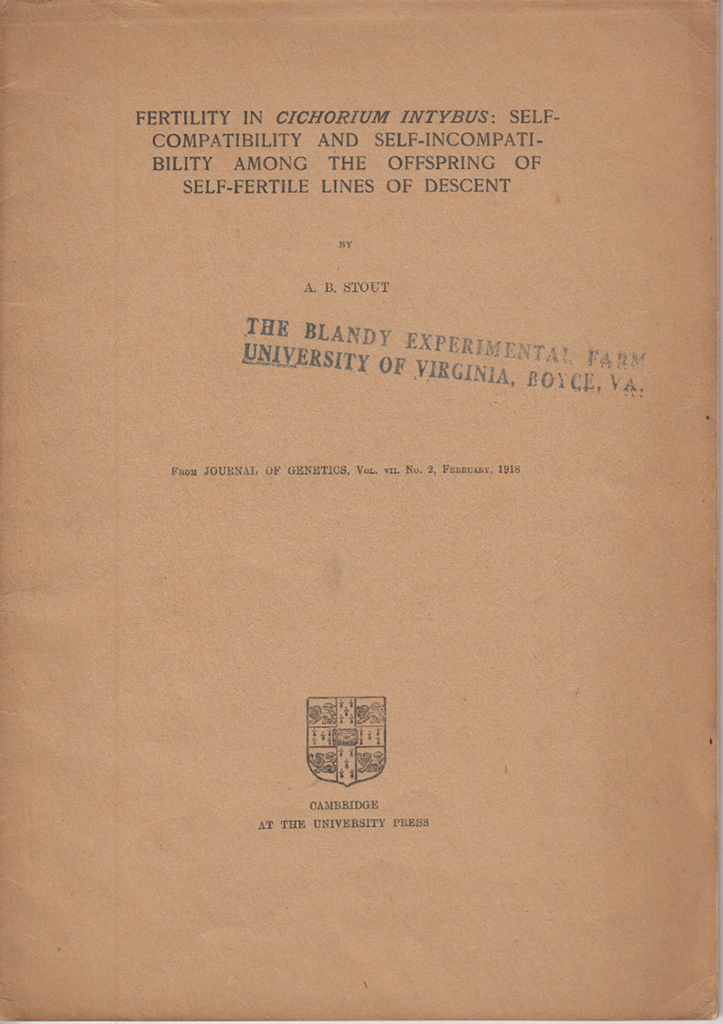 FERTILITY IN CICHORIUM INTYBUS: SELF-
COMPATIBILITY AND SELF-INCOMPATI-
BILITY AMONG THE OFFSPRING OF
SELF-FERTILE LINES OF DESCENT
BY
A. B. STOUT
THE BLANDY EXPERIMENTAL FARM
UNIVERSITY OF VIRGINIA, BOYCE, VA.
From JOURNAL OF GENETICS, Vol. vii. No. 2, February, 1918
CAMBRIDGE
AT THE UNIVERSITY PRESS